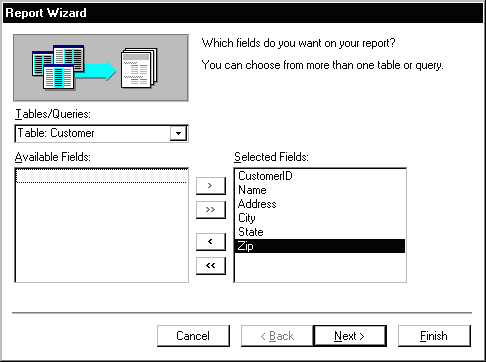 Report Wizard
Which fields do you want on your report?
You can choose from more than one table or query.
Tables/Queries:
Table: Customer
Available Fields:
Selected Fields:
>
>>
<
<<
CustomerID
Name
Address
City
State
Zip
Cancel
< Back
Next >
Finish